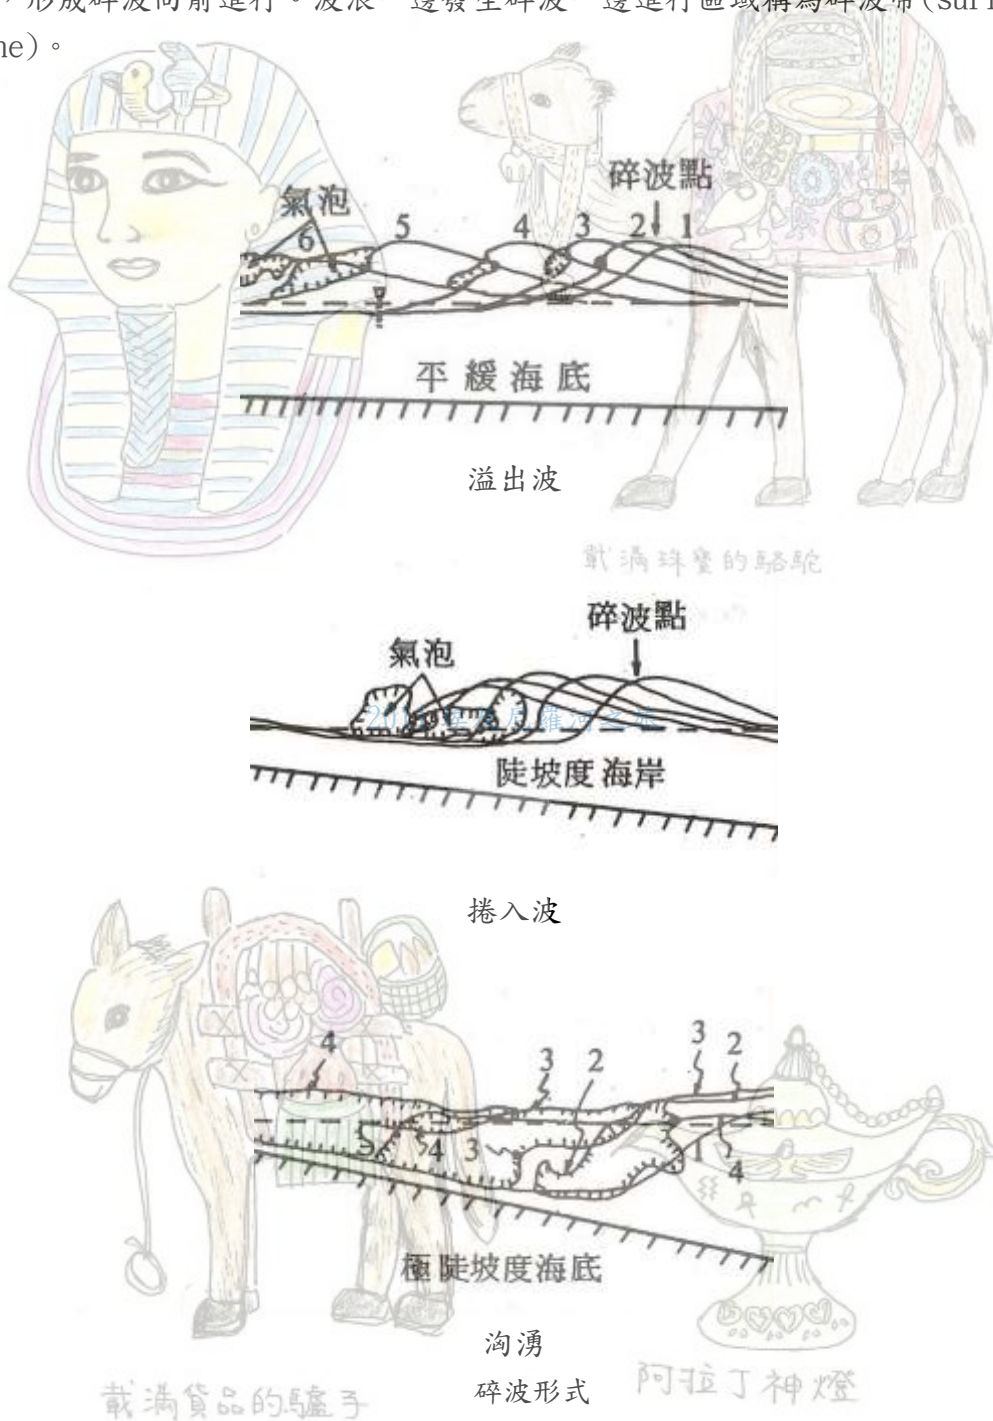 ，形成碎波向前進行。波浪一邊發生碎波一邊進行區域稱為碎波帶(surf
ne)。
碎波點
氣泡
6 5 4 3 2 1
平緩海底
溢出波
載滿珠寶的駱駝
碎波點
氣泡
陡坡度海岸
捲入波
3 2
4 3 2
5 4 3 1 4
極陡坡度海底
洶湧
碎波形式
載滿貨品的驢子
阿拉丁神燈